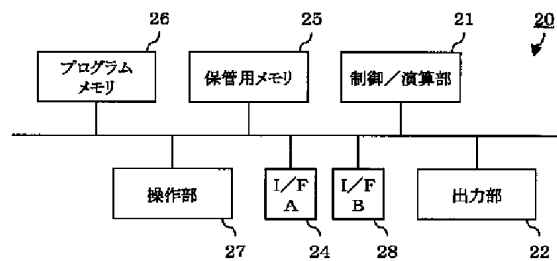 26
25
21
20
プログラム
メモリ
保管用メモリ
制御／演算部
操作部
I／F
A
I／F
B
出力部
27
24
28
22